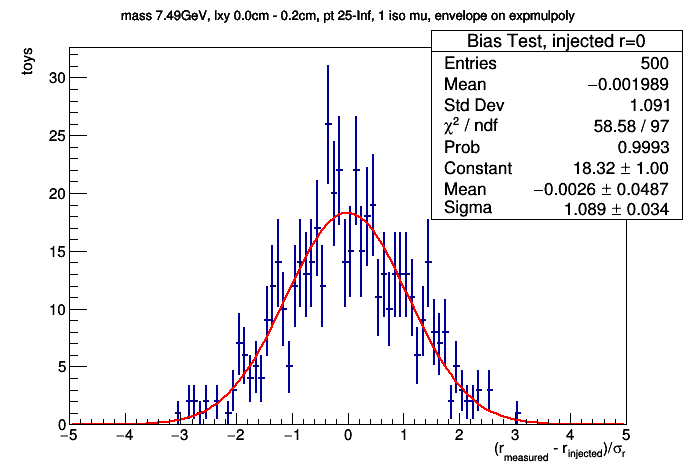 mass 7.49GeV, lxy 0.0cm - 0.2cm, pt 25-Inf, 1 iso mu, envelope on expmulpoly
Bias Test, injected r=0
Entries 500
Mean −0.001989
Std Dev 1.091
χ² / ndf 58.58 / 97
Prob 0.9993
Constant 18.32 ± 1.00
Mean −0.0026 ± 0.0487
Sigma 1.089 ± 0.034
toys
30
25
20
15
10
5
0
−5 −4 −3 −2 −1 0 1 2 3 4 5
(r_measured - r_injected)/σ_r